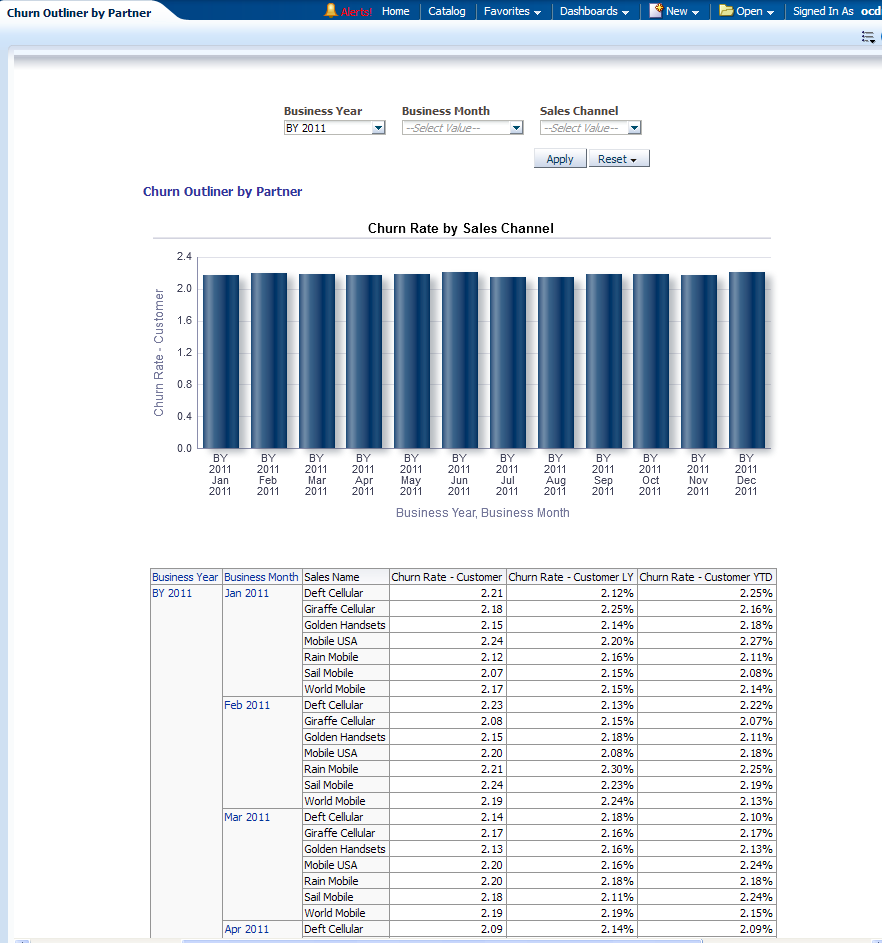 Churn Outliner by Partner
Alerts! Home Catalog Favorites Dashboards New Open Signed In As ocd
Business Year Business Month Sales Channel
BY 2011 --Select Value-- --Select Value--
Apply Reset
Churn Outliner by Partner
Churn Rate by Sales Channel
Churn Rate - Customer
2.4
2.0
1.6
1.2
0.8
0.4
0.0
BY BY BY BY BY BY BY BY BY BY BY BY
2011 2011 2011 2011 2011 2011 2011 2011 2011 2011 2011 2011
Jan Feb Mar Apr May Jun Jul Aug Sep Oct Nov Dec
2011 2011 2011 2011 2011 2011 2011 2011 2011 2011 2011 2011
Business Year, Business Month
Business Year Business Month Sales Name Churn Rate - Customer Churn Rate - Customer LY Churn Rate - Customer YTD
BY 2011 Jan 2011 Deft Cellular 2.21 2.12% 2.25%
Giraffe Cellular 2.18 2.25% 2.16%
Golden Handsets 2.15 2.14% 2.18%
Mobile USA 2.24 2.20% 2.27%
Rain Mobile 2.12 2.16% 2.11%
Sail Mobile 2.07 2.15% 2.08%
World Mobile 2.17 2.15% 2.14%
Feb 2011 Deft Cellular 2.23 2.13% 2.22%
Giraffe Cellular 2.08 2.15% 2.07%
Golden Handsets 2.15 2.18% 2.11%
Mobile USA 2.20 2.08% 2.18%
Rain Mobile 2.21 2.30% 2.25%
Sail Mobile 2.24 2.23% 2.19%
World Mobile 2.19 2.24% 2.13%
Mar 2011 Deft Cellular 2.14 2.18% 2.10%
Giraffe Cellular 2.17 2.16% 2.17%
Golden Handsets 2.13 2.16% 2.13%
Mobile USA 2.20 2.16% 2.24%
Rain Mobile 2.20 2.18% 2.18%
Sail Mobile 2.18 2.11% 2.24%
World Mobile 2.19 2.19% 2.15%
Apr 2011 Deft Cellular 2.09 2.14% 2.09%